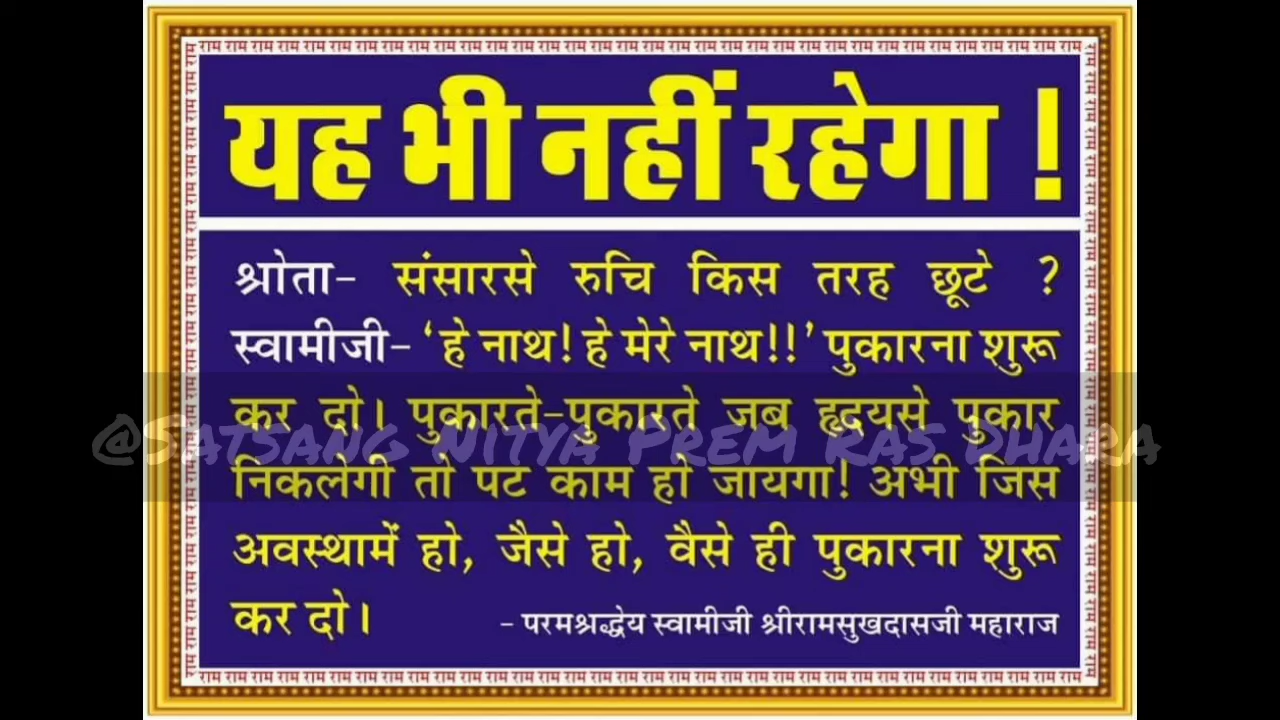 राम राम राम राम राम राम राम राम राम राम राम राम राम राम राम राम राम राम राम राम राम राम राम राम राम राम राम राम राम राम राम राम राम
यह भी नहीं रहेगा !
श्रोता- संसारसे रुचि किस तरह छूटे ?
स्वामीजी- ‘हे नाथ! हे मेरे नाथ!!’ पुकारना शुरू
कर दो। पुकारते-पुकारते जब हृदयसे पुकार
@Satsang Nitya Prem Ras Dhara
निकलेगी तो पट काम हो जायगा! अभी जिस
अवस्थामें हो, जैसे हो, वैसे ही पुकारना शुरू
कर दो।
- परमश्रद्धेय स्वामीजी श्रीरामसुखदासजी महाराज
राम राम राम राम राम राम राम राम राम राम राम राम राम राम राम राम राम राम राम राम राम राम राम राम राम राम राम राम राम राम राम राम राम